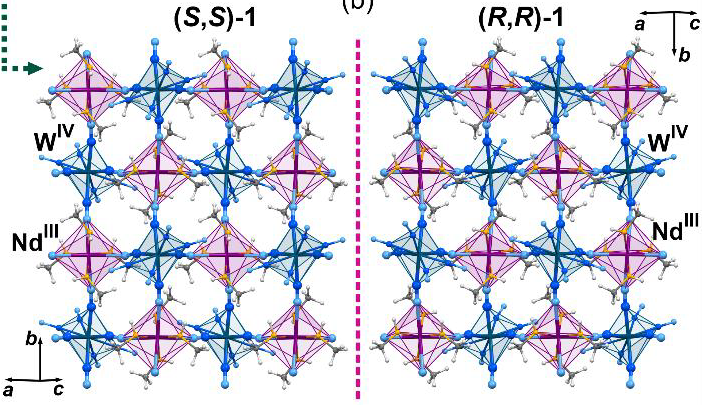 (b)
(S,S)-1
(R,R)-1
a c
b
W^IV
W^IV
Nd^III
Nd^III
b
a c